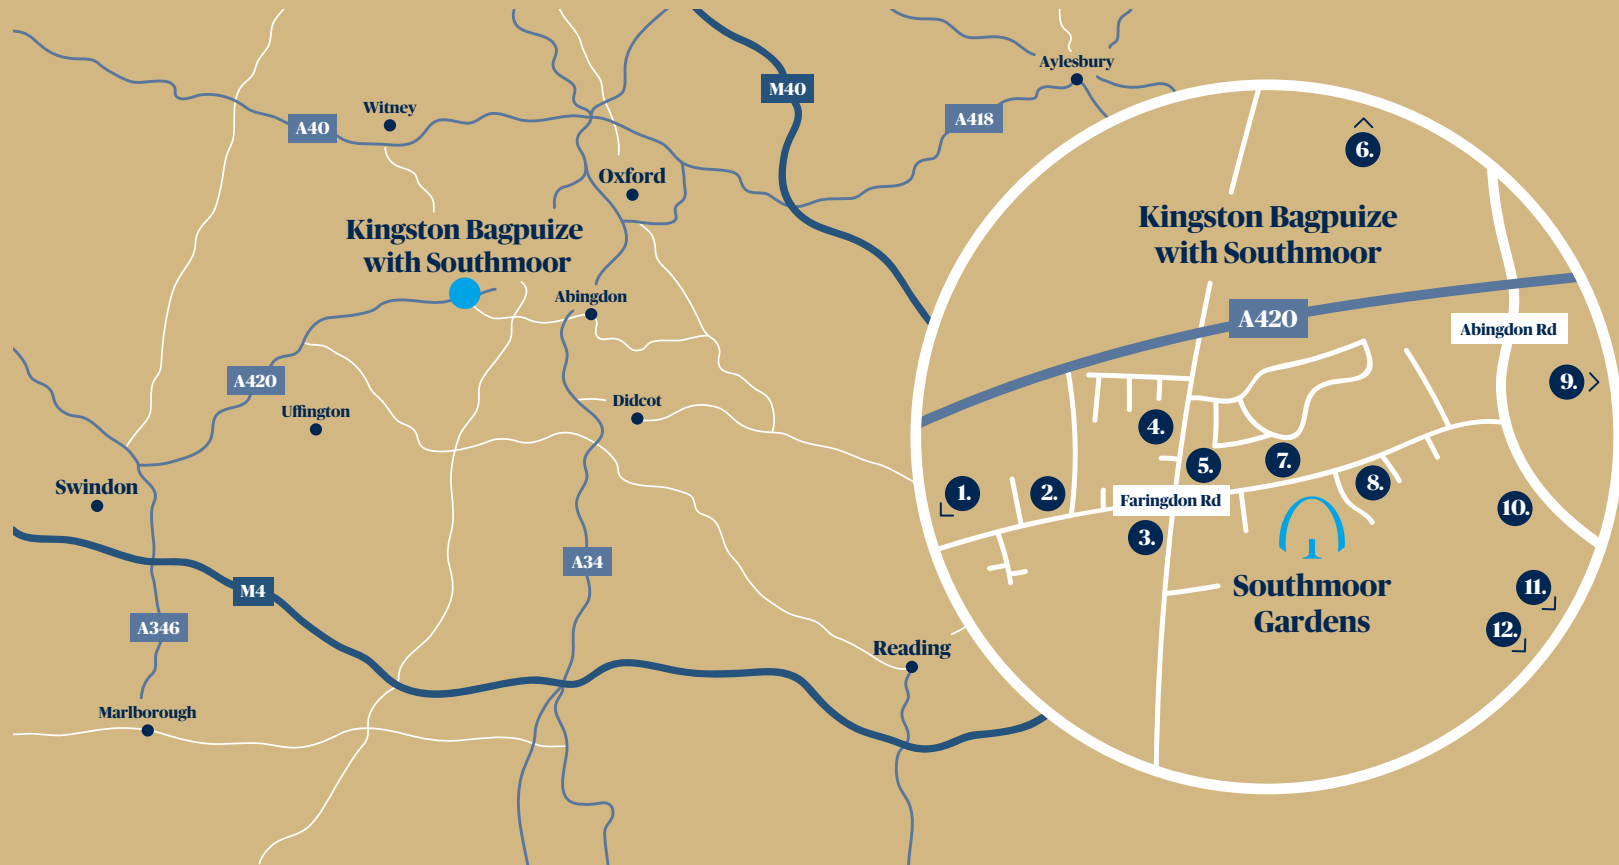 Aylesbury
M40
Witney
A418
A40
Oxford
Kingston Bagpuize
with Southmoor
Abingdon
A420
Uffington
Didcot
Swindon
A34
M4
A346
Reading
Marlborough
6.
Kingston Bagpuize
with Southmoor
A420
Abingdon Rd
9.
4.
5.
7.
8.
1.
2.
Faringdon Rd
3.
10.
Southmoor
Gardens
11.
12.